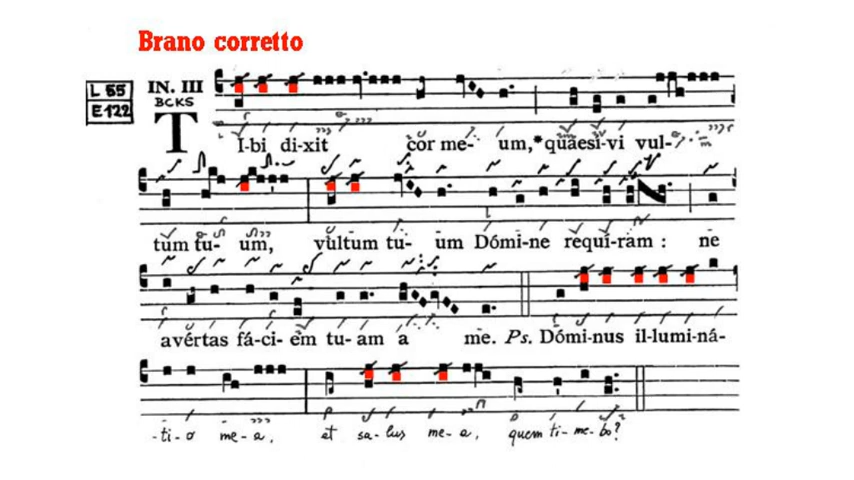 Brano corretto
L 55
E 122
IN. III
BCKS
TI-bi di-xit cor me- um,* quaesi-vi vul-
tum tu- um, vultum tu- um Dómi-ne requí-ram : ne
avértas fá-ci- em tu- am a me. Ps. Dómi-nus il-lumi-ná-
-ti-o me-a, et sa-lus me-a, quem ti-me-bo?